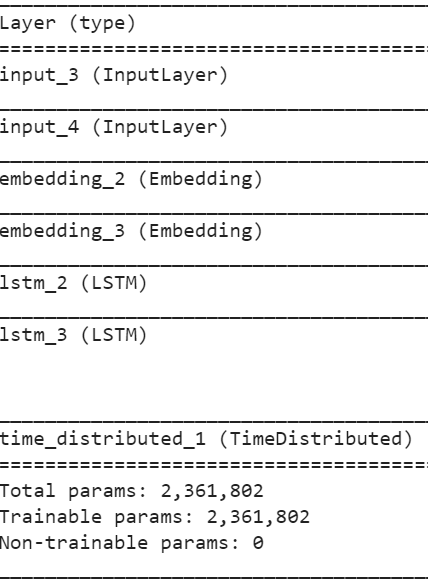 Layer (type)
input_3 (InputLayer)
input_4 (InputLayer)
embedding_2 (Embedding)
embedding_3 (Embedding)
lstm_2 (LSTM)
lstm_3 (LSTM)
time_distributed_1 (TimeDistributed)
Total params: 2,361,802
Trainable params: 2,361,802
Non-trainable params: 0